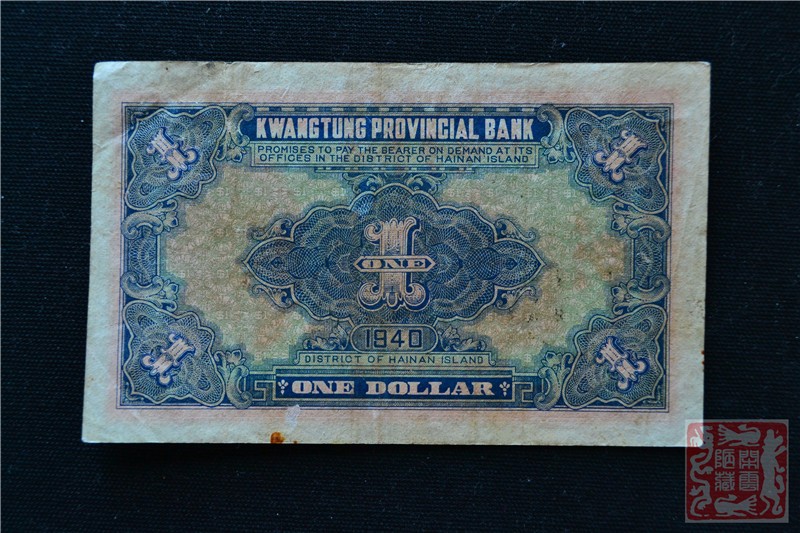 KWANGTUNG PROVINCIAL BANK
PROMISES TO PAY THE BEARER ON DEMAND AT ITS
OFFICES IN THE DISTRICT OF HAINAN ISLAND
1
ONE
1940
DISTRICT OF HAINAN ISLAND
ONE DOLLAR